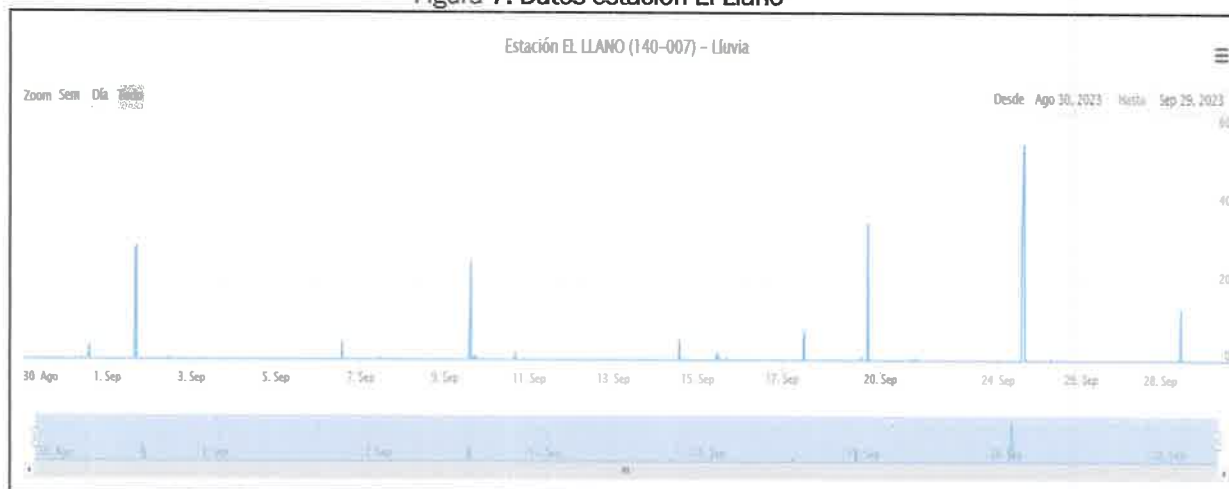 Figura 7. Datos estación El Llano
Estación EL LLANO (140-007) - Lluvia
Zoom Sem Día Todo
Desde Ago 30, 2023 Hasta Sep 29, 2023
60
40
20
0
30 Ago 1. Sep 3. Sep 5. Sep 7. Sep 9. Sep 11. Sep 13. Sep 15. Sep 17. Sep 20. Sep 24. Sep 26. Sep 28. Sep